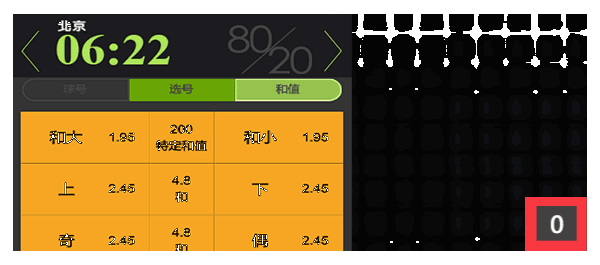 北京
06:22
80/20
球号 选号 和值
和大 1.95 200 特定和值 和小 1.95
上 2.45 4.8 和 下 2.45
奇 2.45 4.8 和 偶 2.45
0